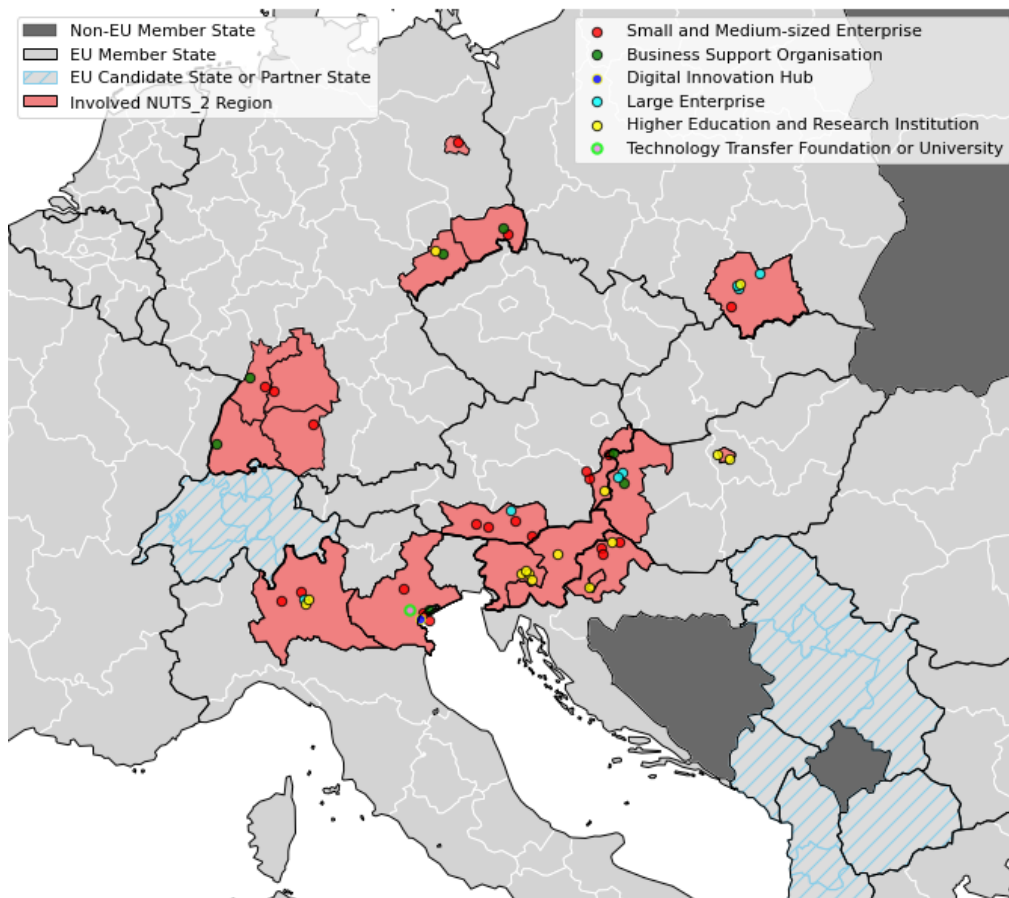 Non-EU Member State
EU Member State
EU Candidate State or Partner State
Involved NUTS_2 Region
Small and Medium-sized Enterprise
Business Support Organisation
Digital Innovation Hub
Large Enterprise
Higher Education and Research Institution
Technology Transfer Foundation or University